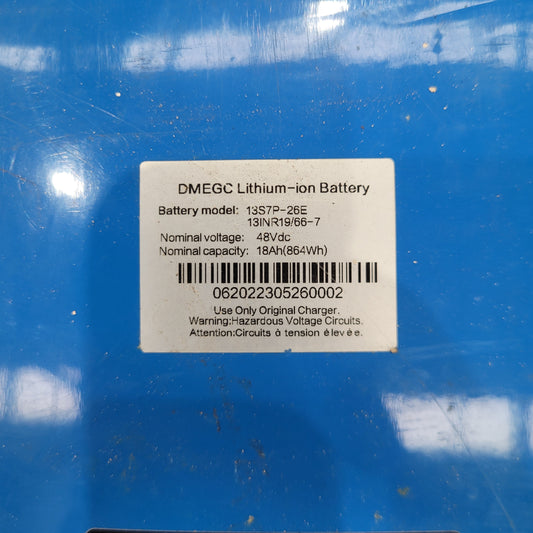 DMEGC Lithium-ion Battery
Battery model: 13S7P-26E
13INR19/66-7
Nominal voltage: 48Vdc
Nominal capacity: 18Ah(864Wh)
062022305260002
Use Only Original Charger.
Warning:Hazardous Voltage Circuits.
Attention:Circuits à tension élevée.